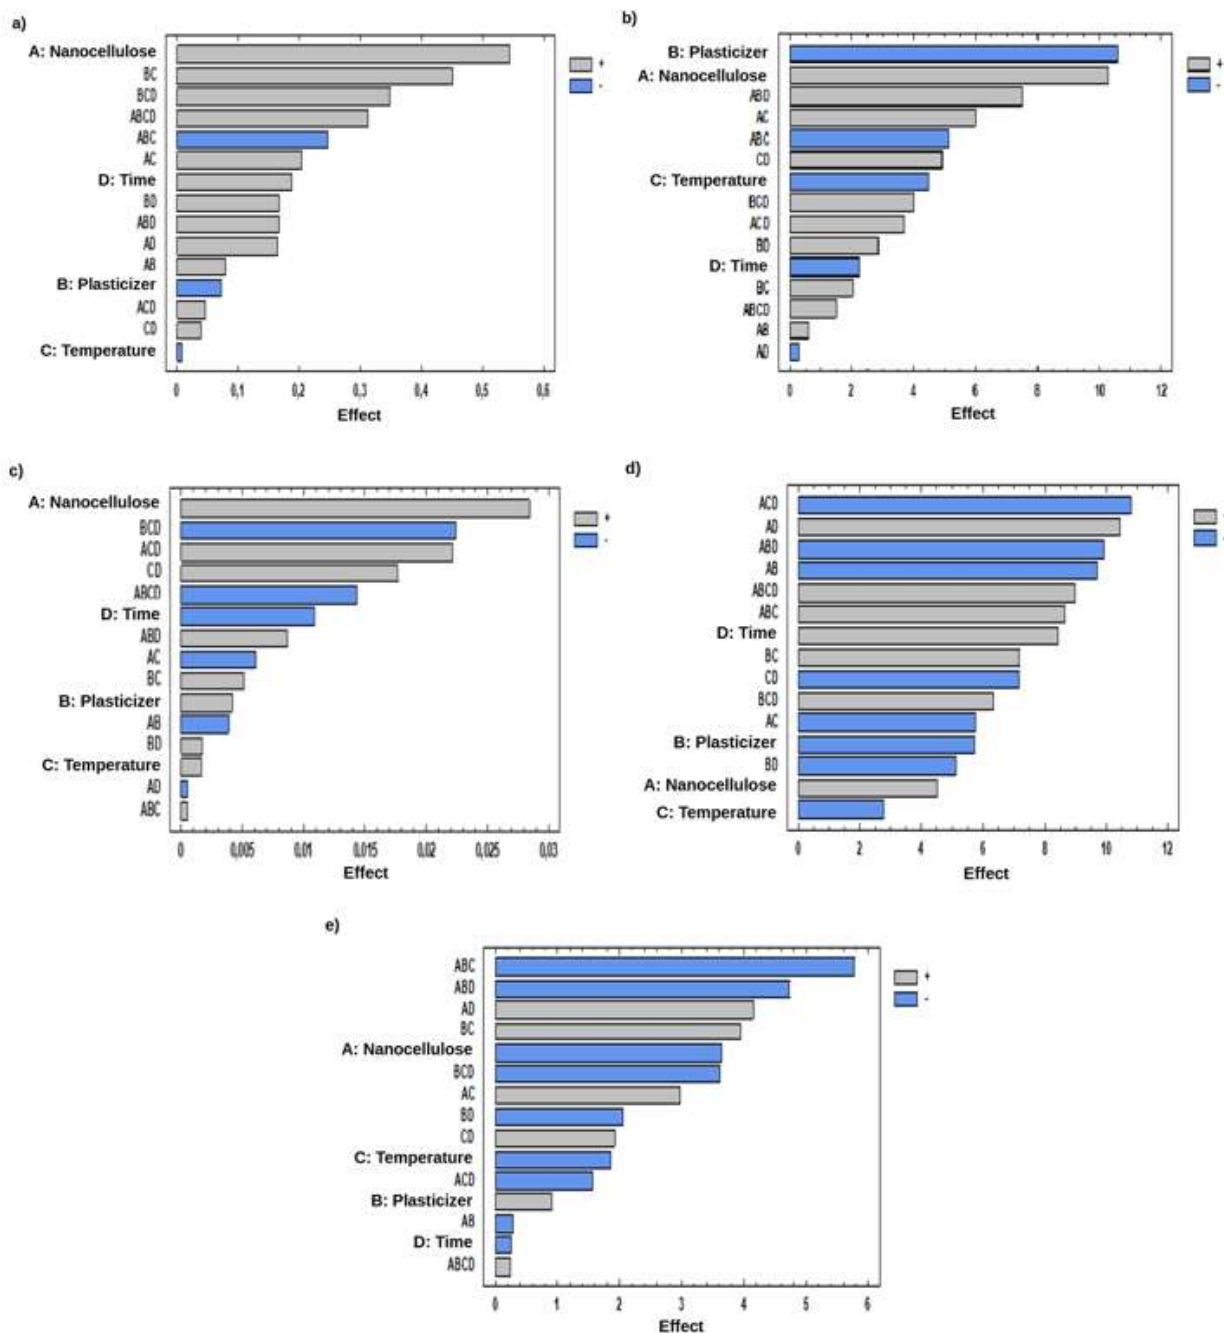 a)
A: Nanocellulose
BC
BCD
ABCD
ABC
AC
D: Time
BD
ABD
AD
AB
B: Plasticizer
ACD
CD
C: Temperature
+
-
0 0,1 0,2 0,3 0,4 0,5 0,6
Effect
b)
B: Plasticizer
A: Nanocellulose
ABD
AC
ABC
CD
C: Temperature
BCD
ACD
BD
D: Time
BC
ABCD
AB
AD
+
-
0 2 4 6 8 10 12
Effect
c)
A: Nanocellulose
BCD
ACD
CD
ABCD
D: Time
ABD
AC
BC
B: Plasticizer
AB
BD
C: Temperature
AD
ABC
+
-
0 0,005 0,01 0,015 0,02 0,025 0,03
Effect
d)
ACD
AD
ABD
AB
ABCD
ABC
D: Time
BC
CD
BCD
AC
B: Plasticizer
BD
A: Nanocellulose
C: Temperature
0 2 4 6 8 10 12
Effect
e)
ABC
ABD
AD
BC
A: Nanocellulose
BCD
AC
BD
CD
C: Temperature
ACD
B: Plasticizer
AB
D: Time
ABCD
+
-
0 1 2 3 4 5 6
Effect